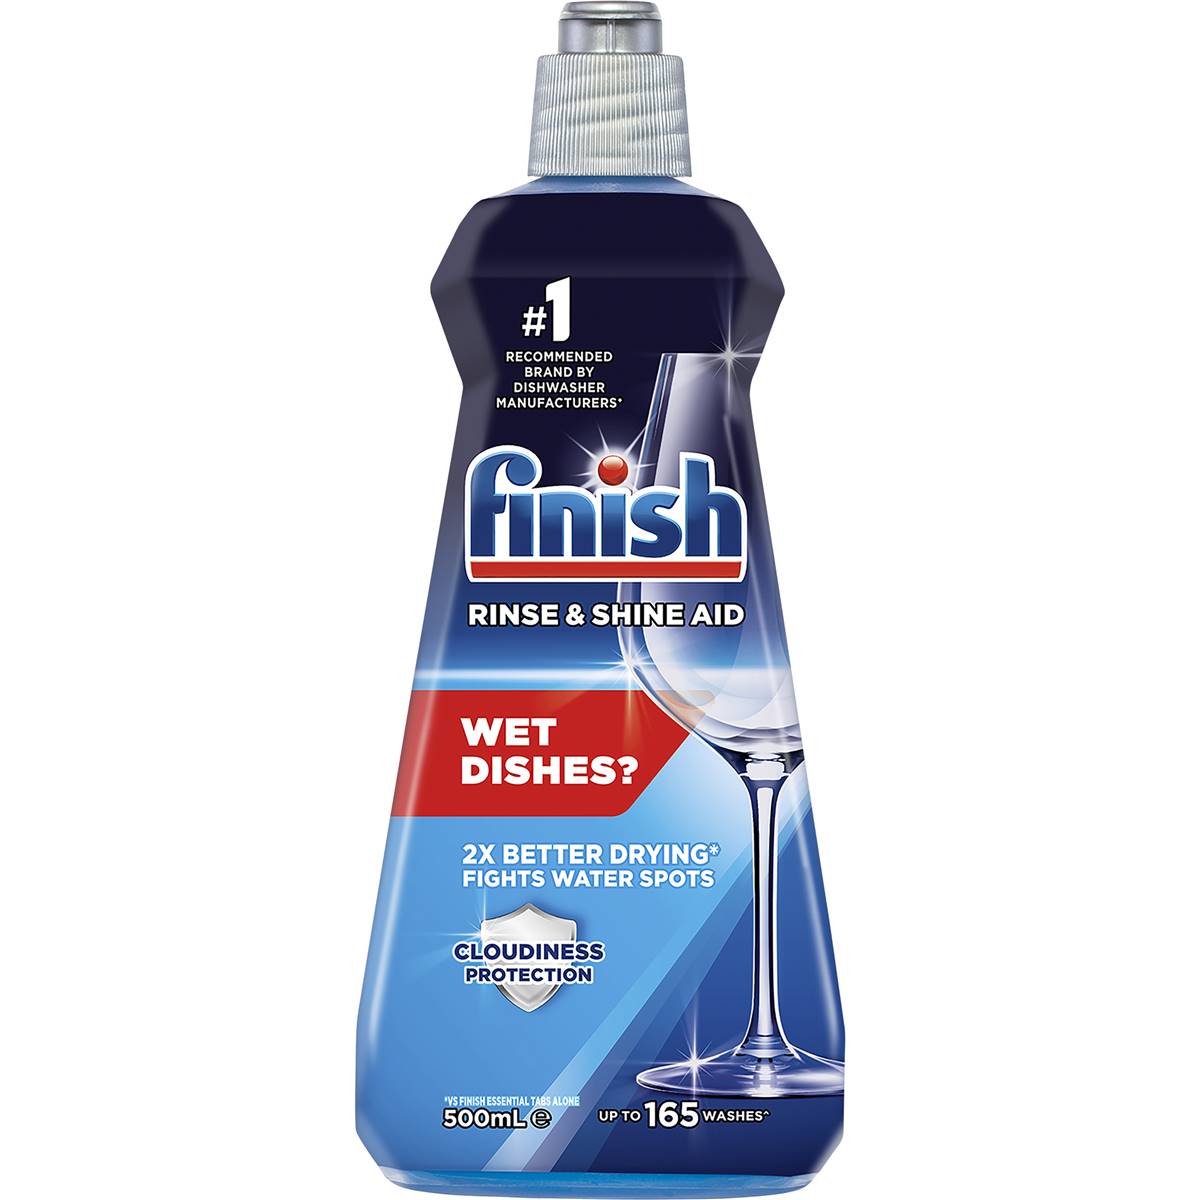 #1
RECOMMENDED
BRAND BY
DISHWASHER
MANUFACTURERS*
finish
RINSE & SHINE AID
WET
DISHES?
2X BETTER DRYING*
FIGHTS WATER SPOTS
CLOUDINESS
PROTECTION
*VS FINISH ESSENTIAL TABS ALONE
500mL ℮
UP TO 165 WASHES^